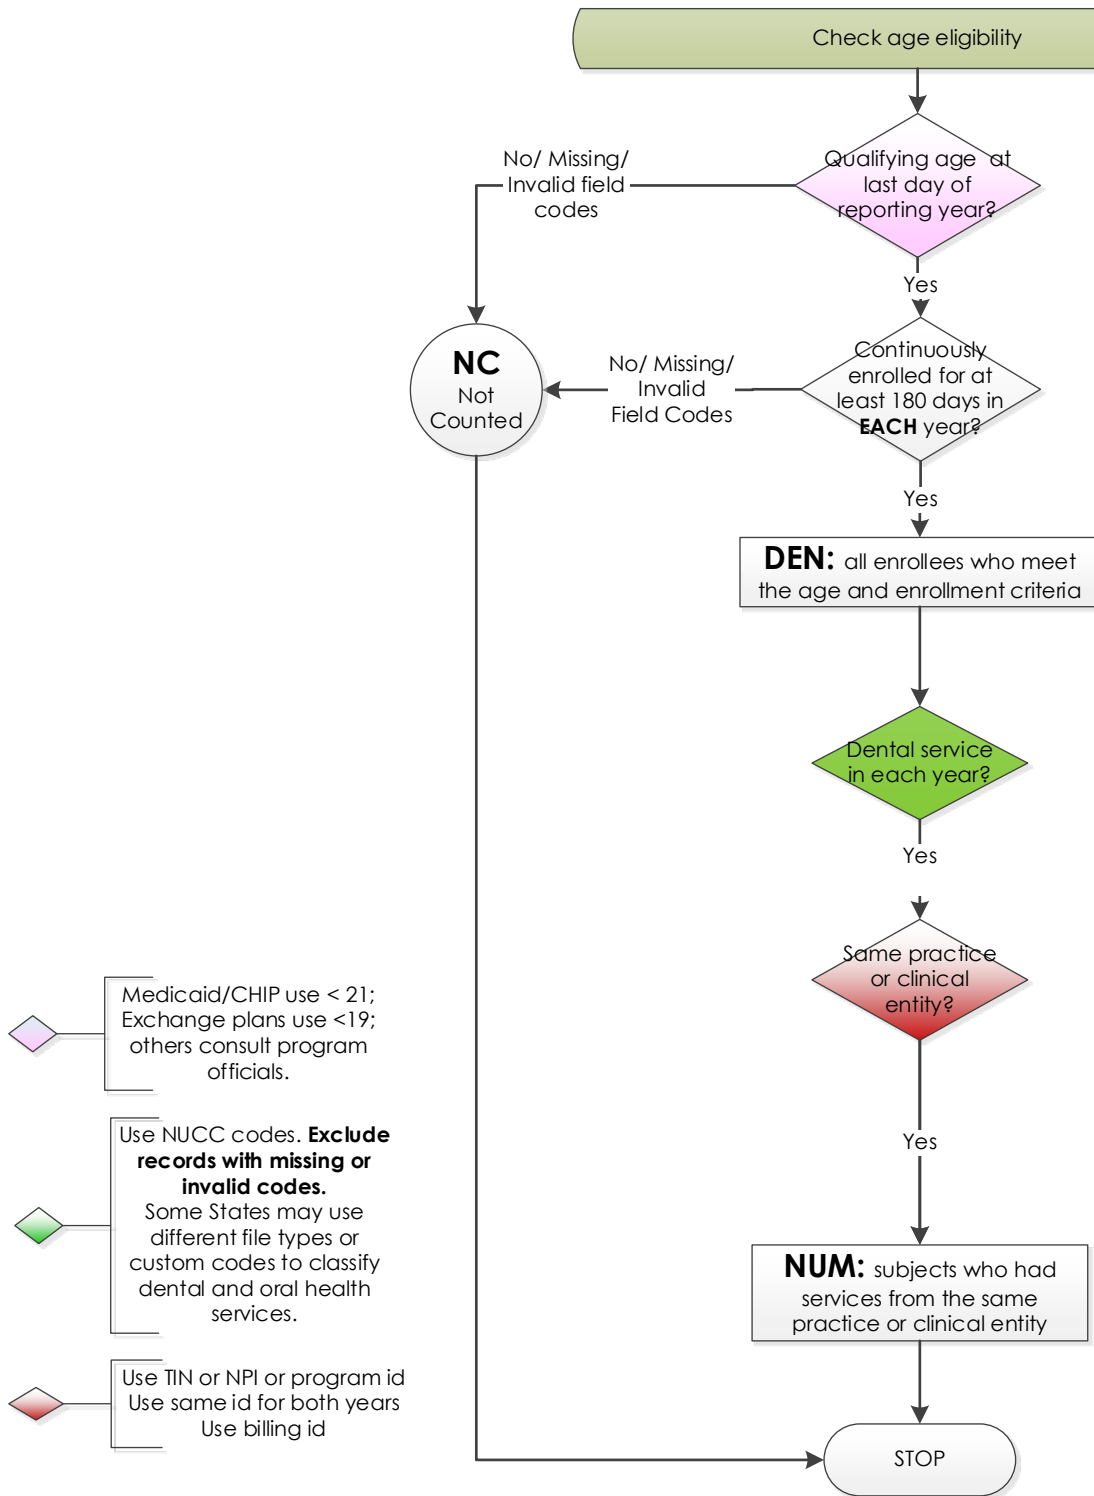 Check age eligibility
Qualifying age at
last day of
reporting year?
No/ Missing/
Invalid field
codes
Yes
NC
Not
Counted
No/ Missing/
Invalid
Field Codes
Continuously
enrolled for at
least 180 days in
EACH year?
Yes
DEN: all enrollees who meet
the age and enrollment criteria
Dental service
in each year?
Yes
Same practice
or clinical
entity?
Medicaid/CHIP use < 21;
Exchange plans use <19;
others consult program
officials.
Use NUCC codes. Exclude
records with missing or
invalid codes.
Some States may use
different file types or
custom codes to classify
dental and oral health
services.
Yes
NUM: subjects who had
services from the same
practice or clinical entity
Use TIN or NPI or program id
Use same id for both years
Use billing id
STOP